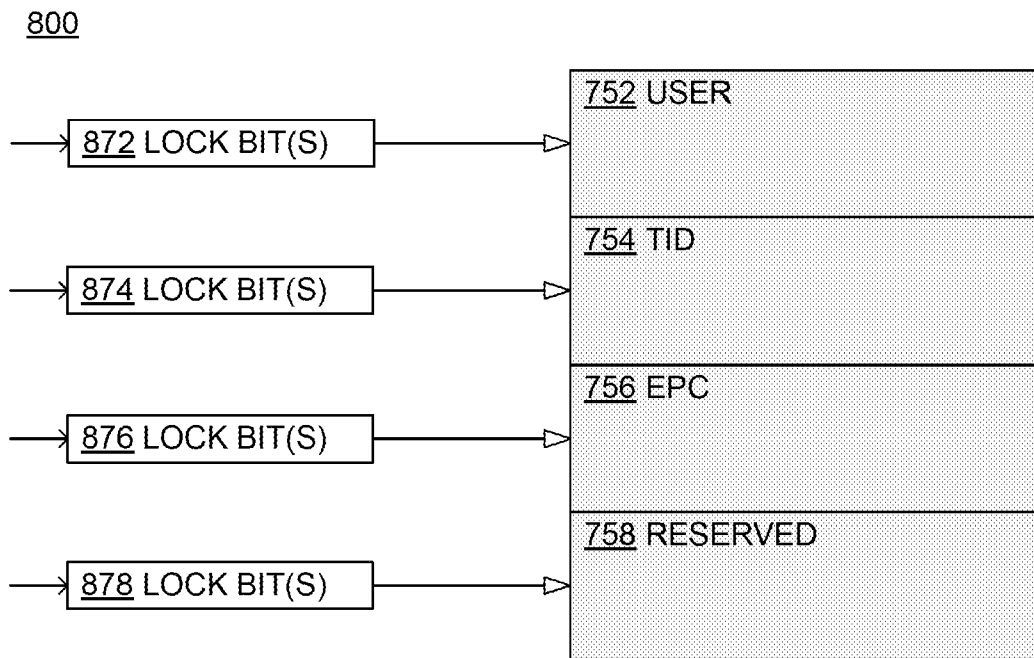 800
752 USER
872 LOCK BIT(S)
754 TID
874 LOCK BIT(S)
756 EPC
876 LOCK BIT(S)
758 RESERVED
878 LOCK BIT(S)